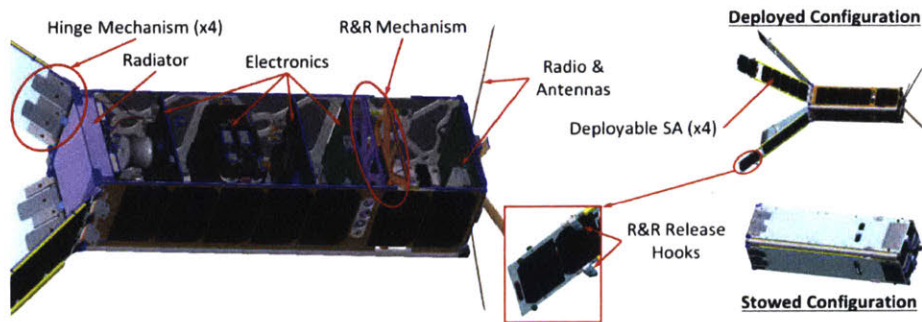 Hinge Mechanism (x4)
R&R Mechanism
Deployed Configuration
Radiator
Electronics
Radio &
Antennas
Deployable SA (x4)
R&R Release
Hooks
Stowed Configuration